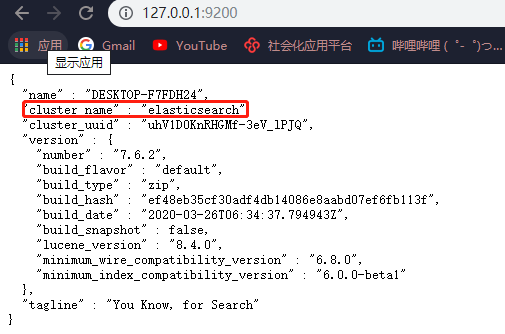 127.0.0.1:9200
应用 Gmail YouTube 社会化应用平台 哔哩哔哩 ( ゜- ゜)つ...
显示应用
{
"name" : "DESKTOP-F7FDH24",
"cluster_name" : "elasticsearch"
"cluster_uuid" : "uhV1D0KnRHGMf-3eV_lPJQ",
"version" : {
"number" : "7.6.2",
"build_flavor" : "default",
"build_type" : "zip",
"build_hash" : "ef48eb35cf30adf4db14086e8aabd07ef6fb113f",
"build_date" : "2020-03-26T06:34:37.794943Z",
"build_snapshot" : false,
"lucene_version" : "8.4.0",
"minimum_wire_compatibility_version" : "6.8.0",
"minimum_index_compatibility_version" : "6.0.0-beta1"
},
"tagline" : "You Know, for Search"
}